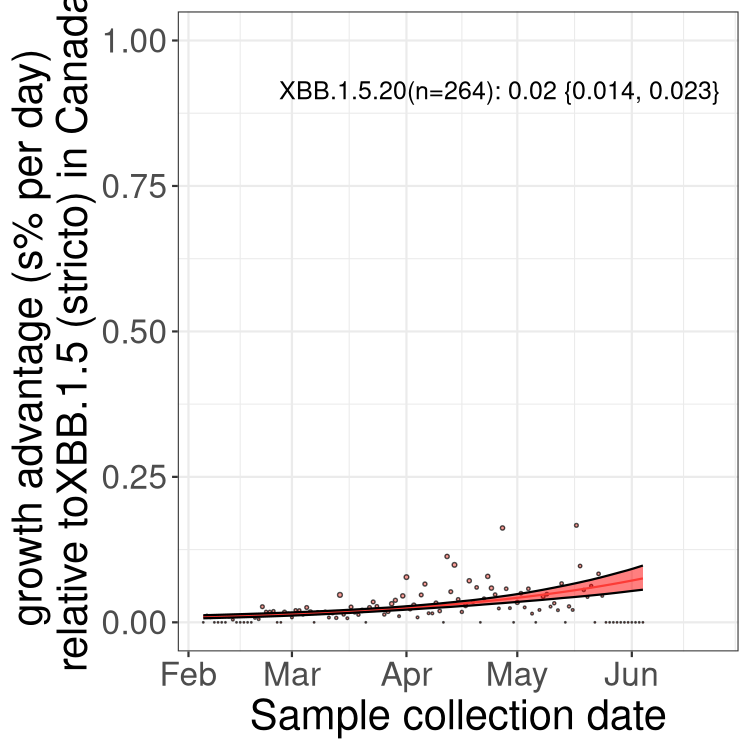 growth advantage (s% per day)
relative toXBB.1.5 (stricto) in Canada
1.00
XBB.1.5.20(n=264): 0.02 {0.014, 0.023}
0.75
0.50
0.25
0.00
Feb Mar Apr May Jun
Sample collection date